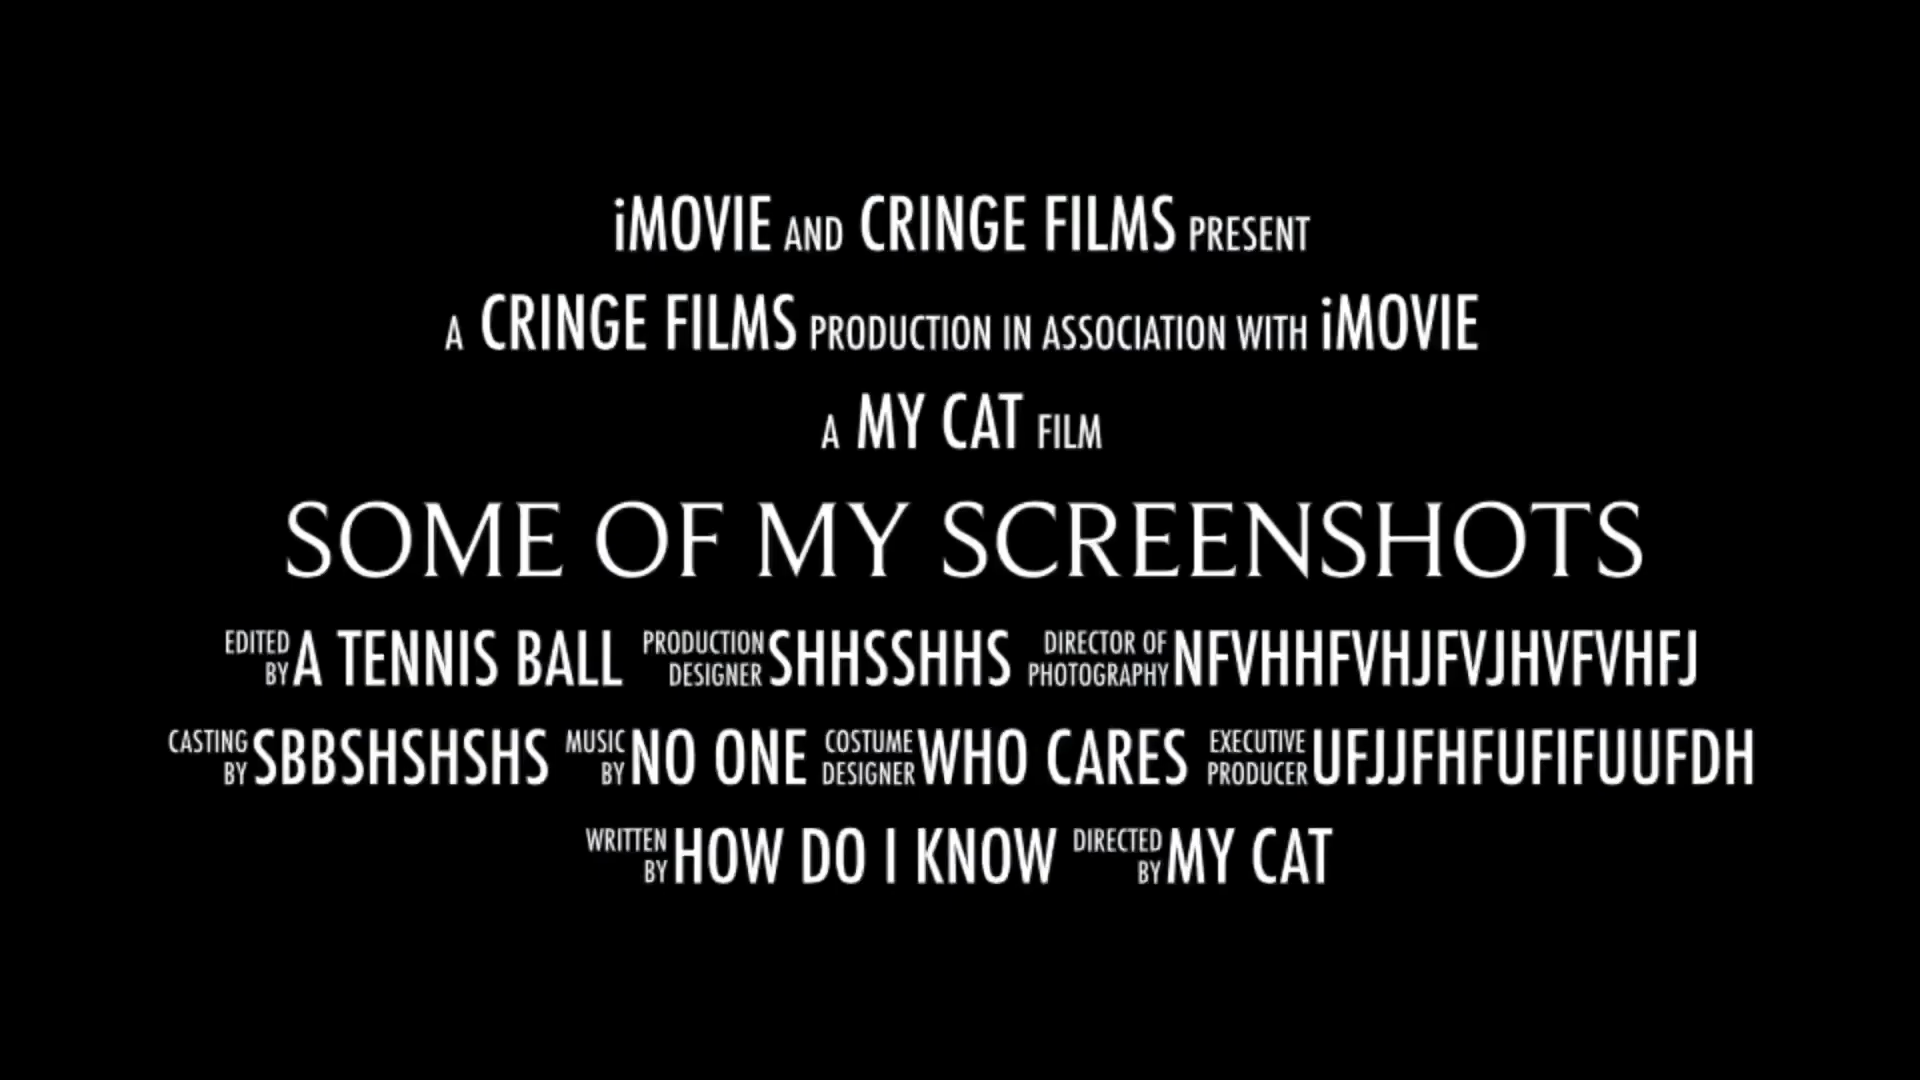 iMOVIE AND CRINGE FILMS PRESENT
A CRINGE FILMS PRODUCTION IN ASSOCIATION WITH iMOVIE
A MY CAT FILM
SOME OF MY SCREENSHOTS
EDITED BY A TENNIS BALL PRODUCTION DESIGNER SHHSSHHS DIRECTOR OF PHOTOGRAPHY NFVHHFVHJFVJHVFVHFJ
CASTING BY SBBSHSHSHS MUSIC BY NO ONE COSTUME DESIGNER WHO CARES EXECUTIVE PRODUCER UFJJFHFUFIFUUFDH
WRITTEN BY HOW DO I KNOW DIRECTED BY MY CAT